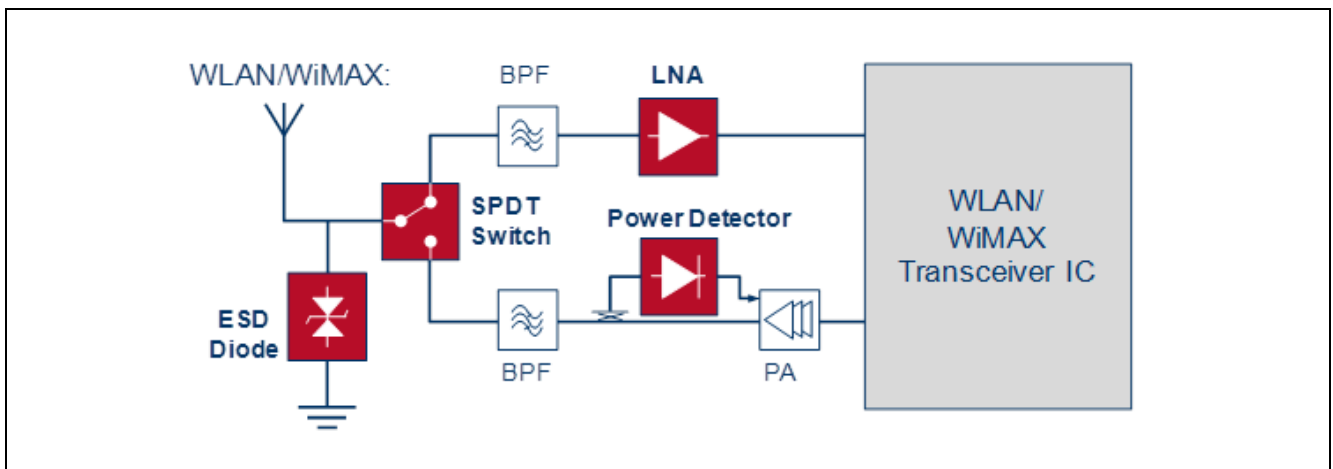 WLAN/WiMAX:
BPF
LNA
SPDT
Switch
Power Detector
WLAN/
WiMAX
Transceiver IC
ESD
Diode
BPF
PA